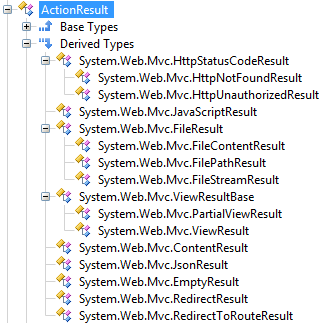 ActionResult
Base Types
Derived Types
System.Web.Mvc.HttpStatusCodeResult
System.Web.Mvc.HttpNotFoundResult
System.Web.Mvc.HttpUnauthorizedResult
System.Web.Mvc.JavaScriptResult
System.Web.Mvc.FileResult
System.Web.Mvc.FileContentResult
System.Web.Mvc.FilePathResult
System.Web.Mvc.FileStreamResult
System.Web.Mvc.ViewResultBase
System.Web.Mvc.PartialViewResult
System.Web.Mvc.ViewResult
System.Web.Mvc.ContentResult
System.Web.Mvc.JsonResult
System.Web.Mvc.EmptyResult
System.Web.Mvc.RedirectResult
System.Web.Mvc.RedirectToRouteResult